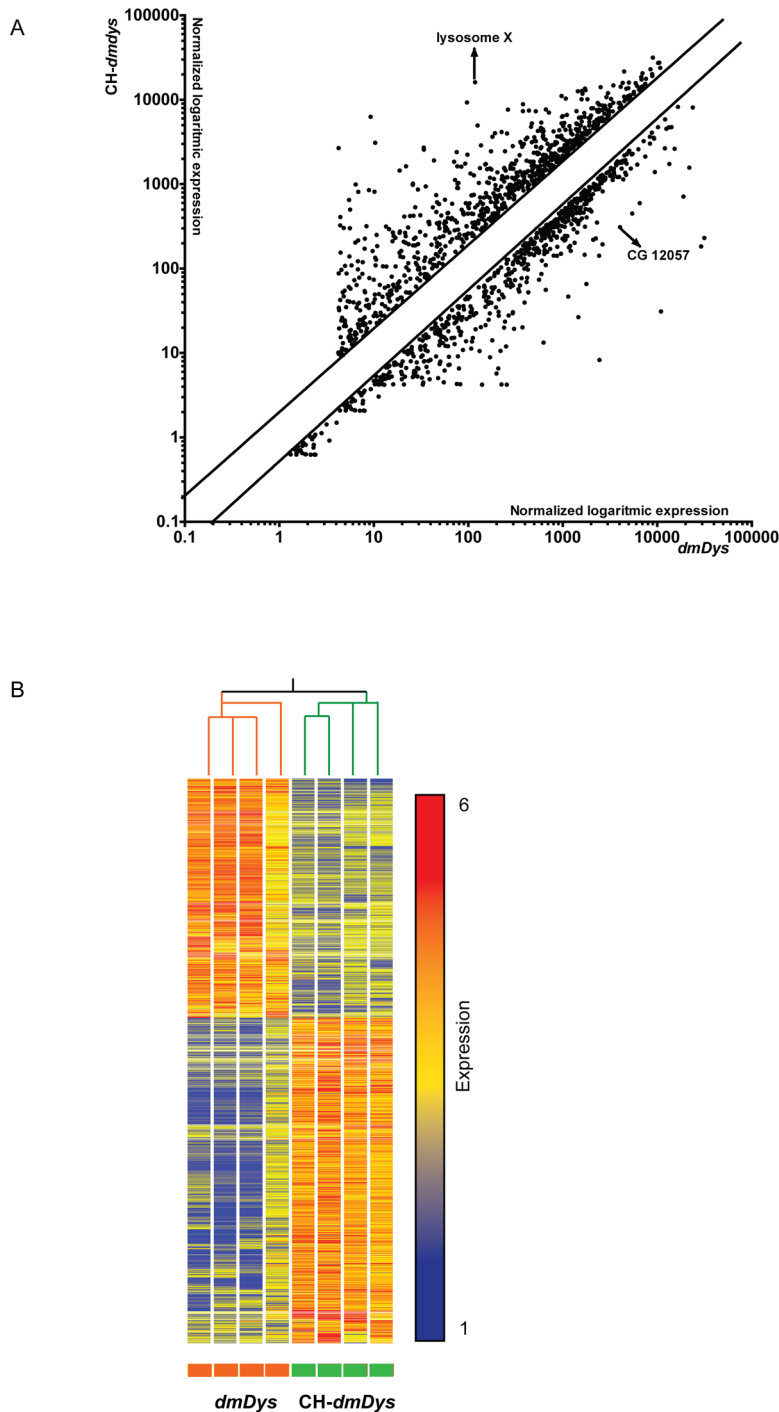 A
100000
10000
1000
100
10
1
0.1
CH-dmdys
Normalized logaritmic expression
lysosome X
CG 12057
Normalized logaritmic expression
0.1
1
10
100
1000
10000
100000
dmDys
B
6
Expression
1
dmDys
CH-dmDys